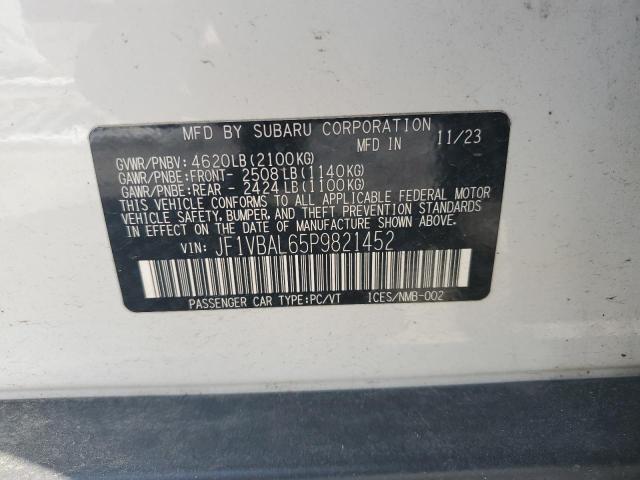 MFD BY SUBARU CORPORATION
MFD IN 11/23
GVWR/PNBV: 4620LB(2100KG)
GAWR/PNBE:FRONT- 2508LB(1140KG)
GAWR/PNBE:REAR - 2424LB(1100KG)
THIS VEHICLE CONFORMS TO ALL APPLICABLE FEDERAL MOTOR
VEHICLE SAFETY, BUMPER, AND THEFT PREVENTION STANDARDS
IN EFFECT ON THE DATE OF MANUFACTURE SHOWN ABOVE.
VIN: JF1VBAL65P9821452
PASSENGER CAR TYPE:PC/VT ICES/NMB-002